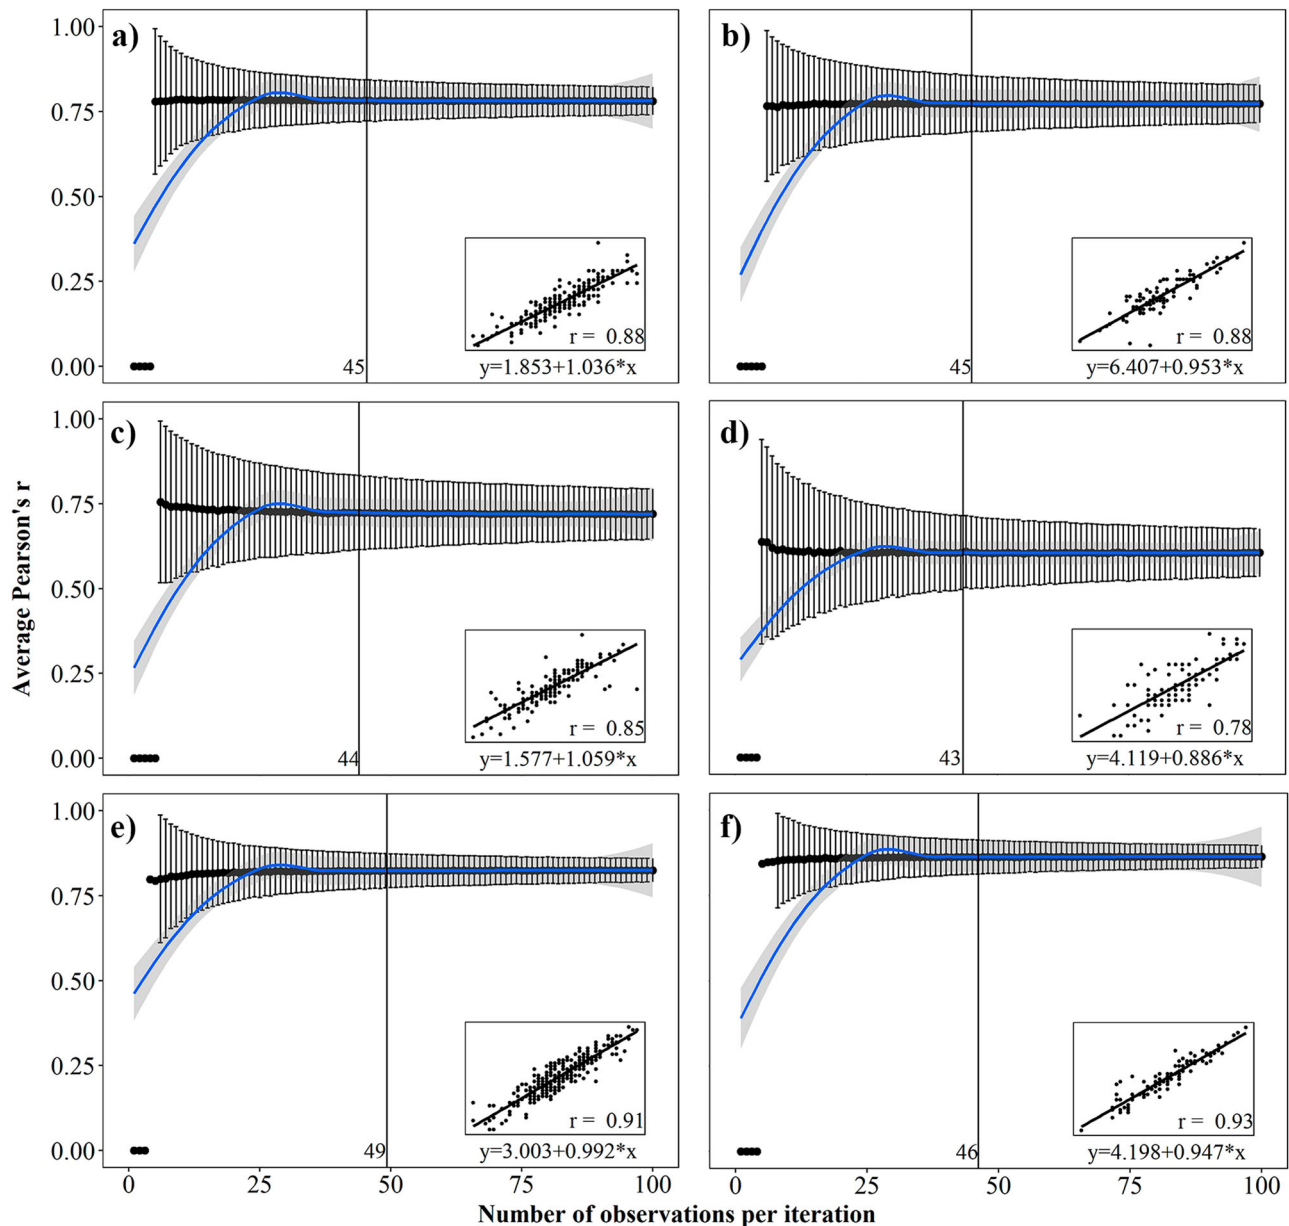 a)
1.00
0.75
0.50
0.25
0.00
45
r = 0.88
y=1.853+1.036*x
b)
45
r = 0.88
y=6.407+0.953*x
c)
1.00
0.75
0.50
0.25
0.00
44
r = 0.85
y=1.577+1.059*x
d)
43
r = 0.78
y=4.119+0.886*x
e)
1.00
0.75
0.50
0.25
0.00
49
r = 0.91
y=3.003+0.992*x
0 25 50 75 100
f)
46
r = 0.93
y=4.198+0.947*x
0 25 50 75 100
Average Pearson's r
Number of observations per iteration